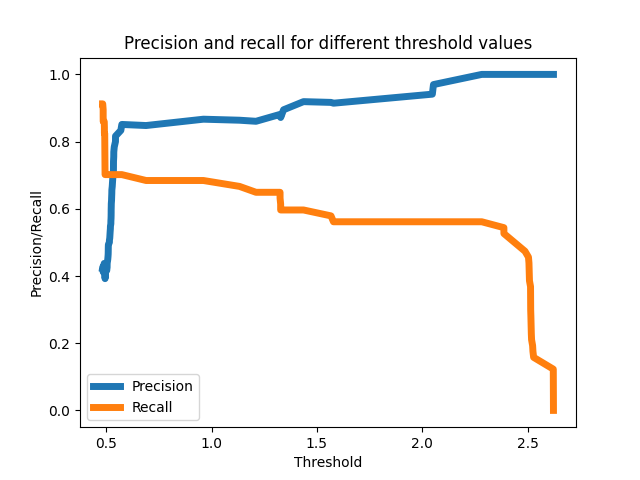 Precision and recall for different threshold values
1.0
0.8
0.6
0.4
0.2
0.0
Precision/Recall
Precision
Recall
0.5 1.0 1.5 2.0 2.5
Threshold